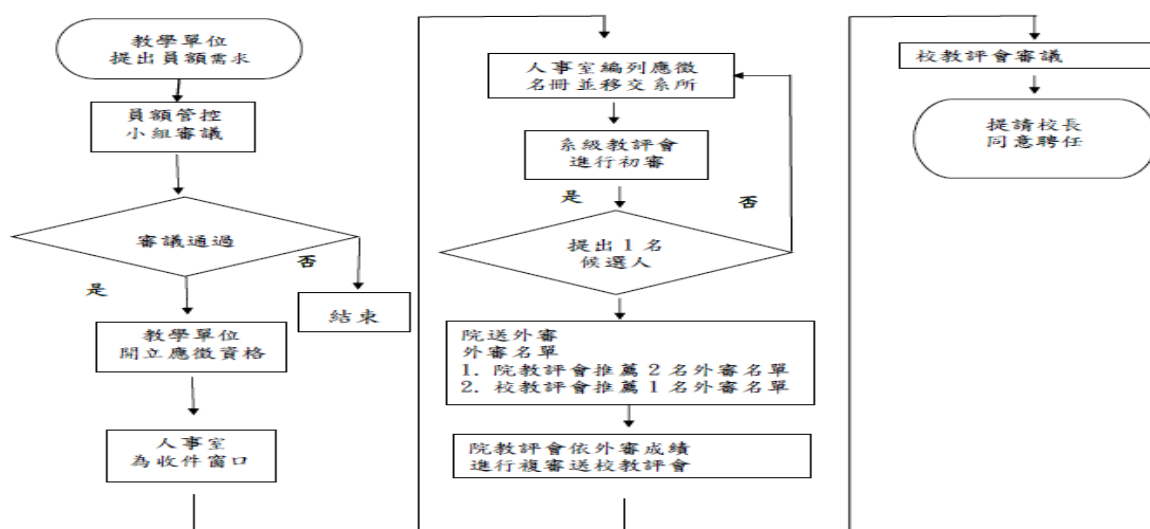 教學單位
提出員額需求
員額管控
小組審議
審議通過
否
是
結束
教學單位
開立應徵資格
人事室
為收件窗口
人事室編列應徵
名冊並移交系所
系級教評會
進行初審
是
否
提出1名
候選人
院送外審
外審名單
1. 院教評會推薦2名外審名單
2. 校教評會推薦1名外審名單
院教評會依外審成績
進行複審送校教評會
校教評會審議
提請校長
同意聘任